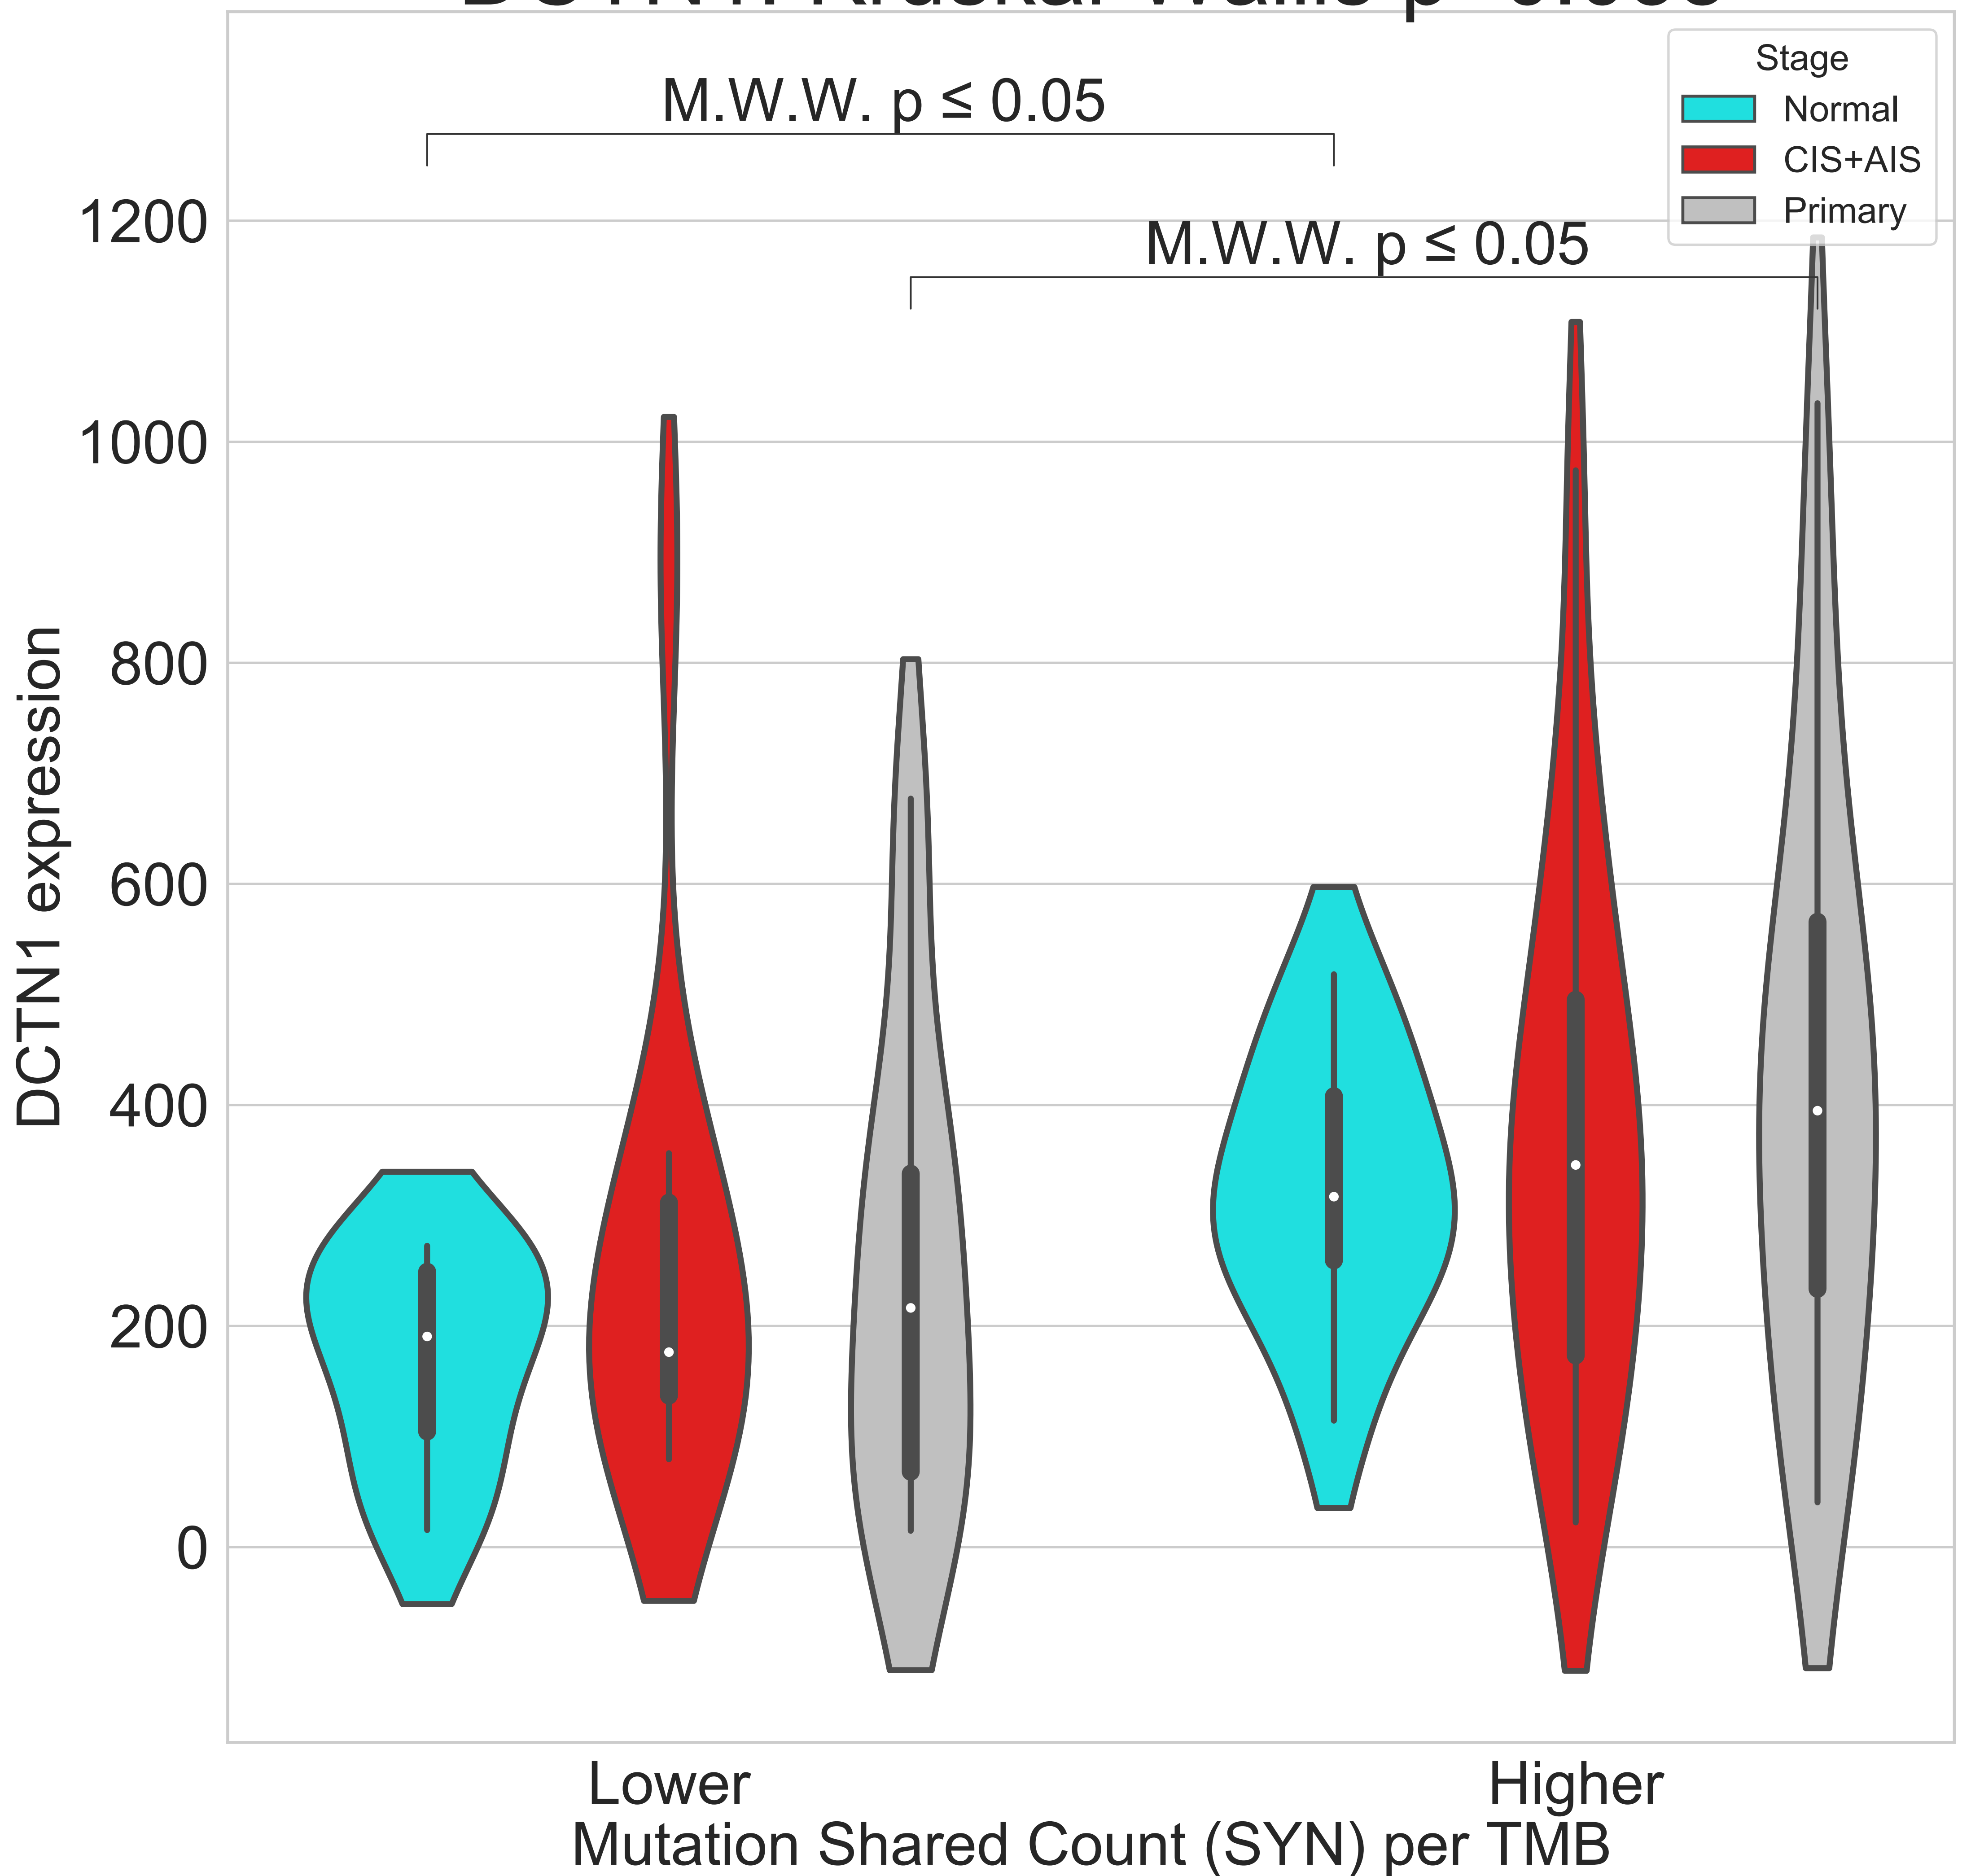 M.W.W. p ≤ 0.05
Stage
Normal
CIS+AIS
Primary
M.W.W. p ≤ 0.05
1200
1000
800
600
400
200
0
DCTN1 expression
Lower
Higher
Mutation Shared Count (SYN) per TMB